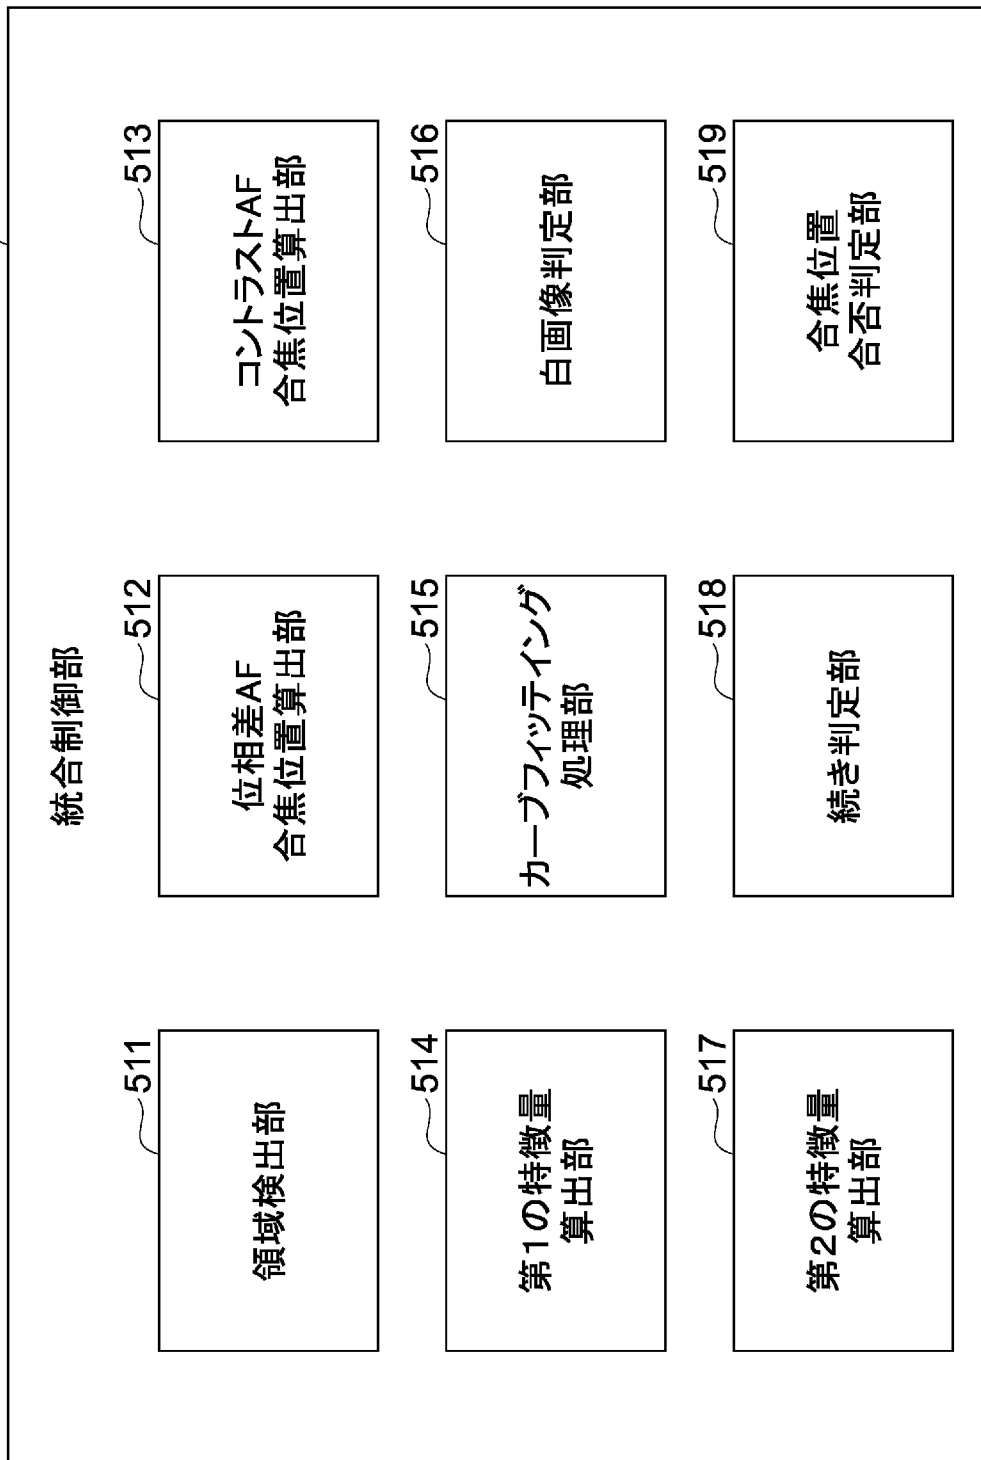 統合制御部
511
領域検出部
512
位相差AF
合焦位置算出部
513
コントラストAF
合焦位置算出部
514
第1の特徴量
算出部
515
カーブフィッテイング
処理部
516
白画像判定部
517
第2の特徴量
算出部
518
続き判定部
519
合焦位置
合否判定部